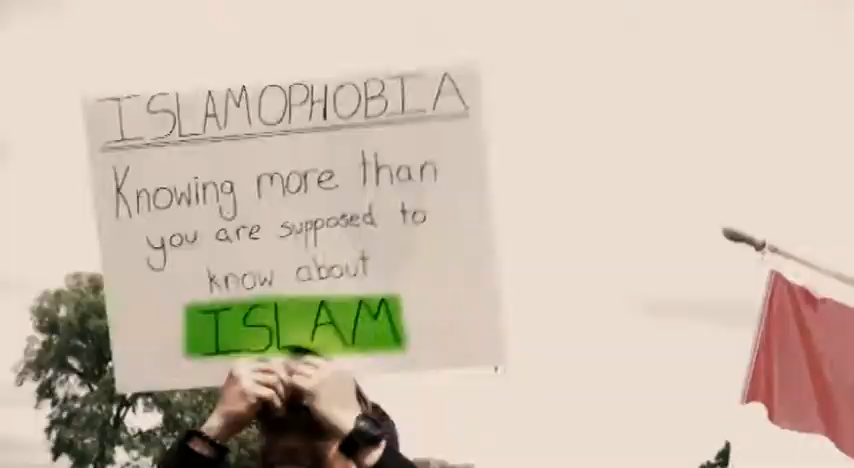 ISLAMOPHOBIA
Knowing more than
you are supposed to
know about
ISLAM